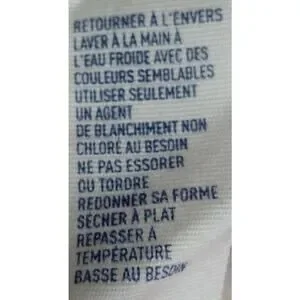 RETOURNER À L'ENVERS
LAVER À LA MAIN À
L'EAU FROIDE AVEC DES
COULEURS SEMBLABLES
UTILISER SEULEMENT
UN AGENT
DE BLANCHIMENT NON
CHLORÉ AU BESOIN
NE PAS ESSORER
OU TORDRE
REDONNER SA FORME
SÉCHER À PLAT
REPASSER À
TEMPÉRATURE
BASSE AU BESOIN